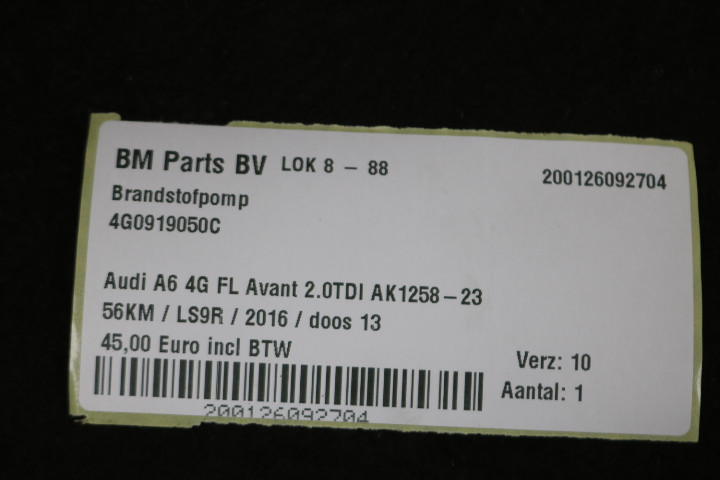 BM Parts BV LOK 8 – 88
200126092704
Brandstofpomp
4G0919050C
Audi A6 4G FL Avant 2.0TDI AK1258–23
56KM / LS9R / 2016 / doos 13
45,00 Euro incl BTW
Verz: 10
Aantal: 1
200126092704